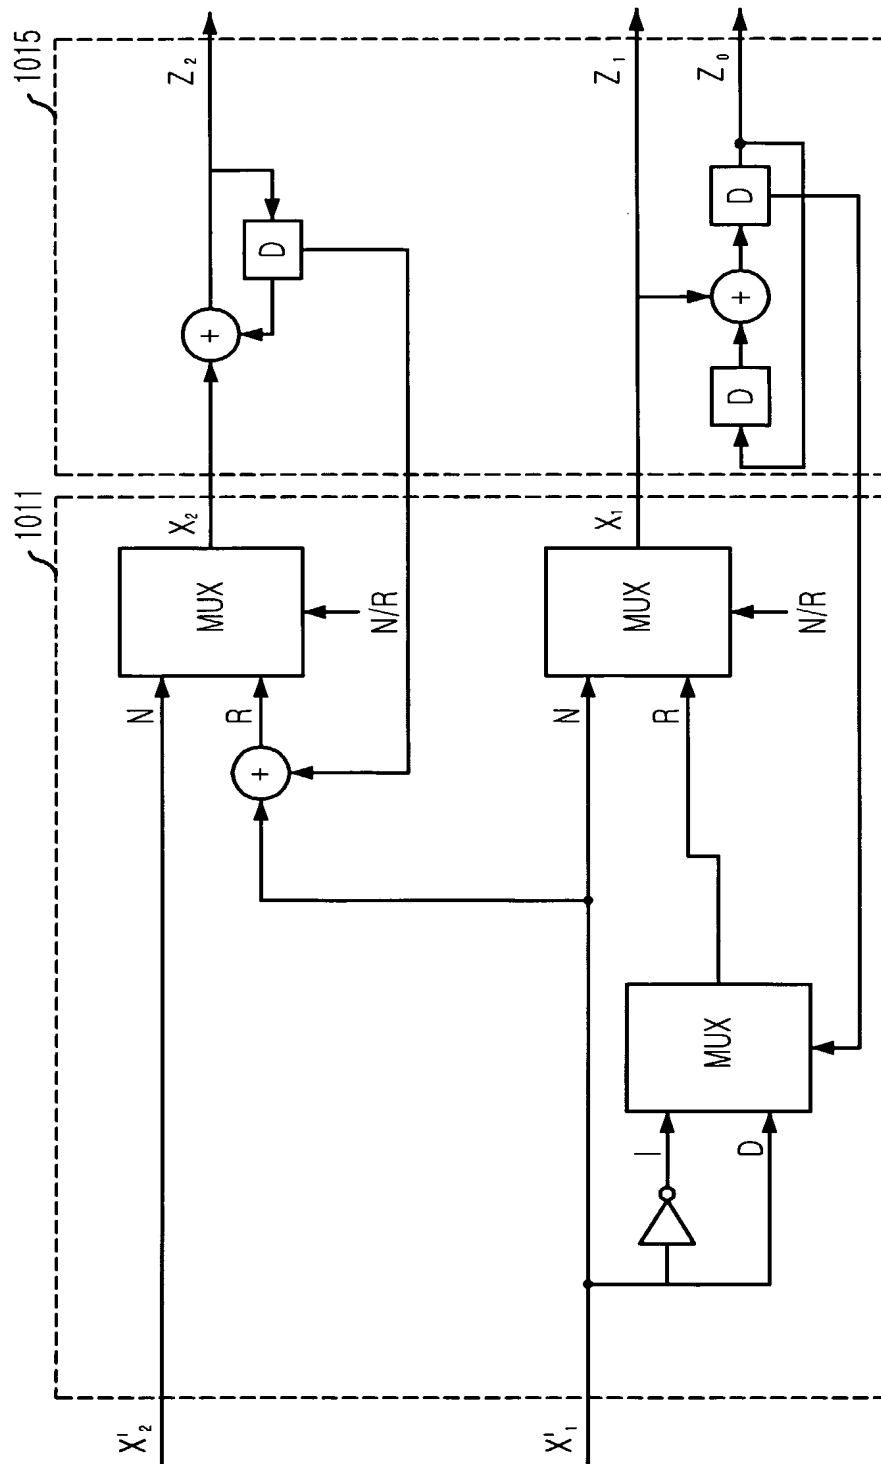 1011
1015
X'₂
N
MUX
X₂
+
Z₂
D
+
R
N/R
X'₁
N
MUX
X₁
Z₁
R
N/R
I
D
MUX
D
+
D
Z₀